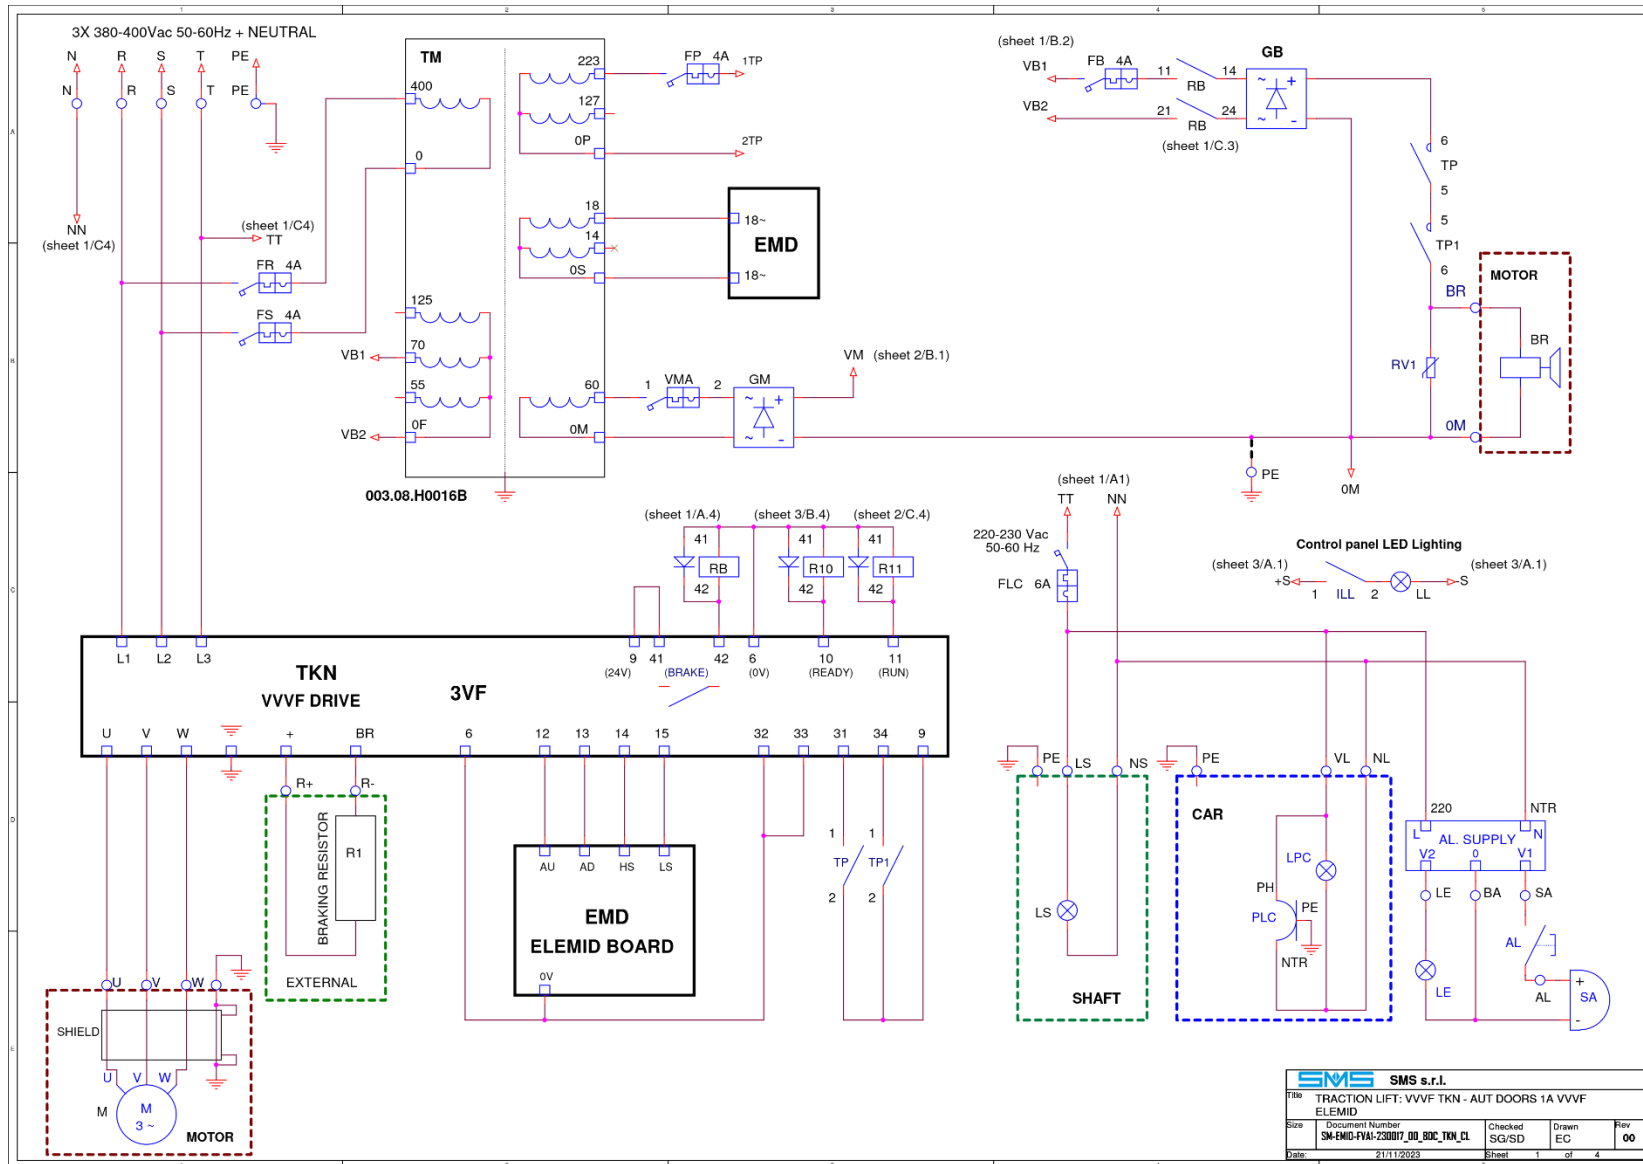 3X 380-400Vac 50-60Hz + NEUTRAL
N R S T PE
N R S T PE
NN
(sheet 1/C4)
(sheet 1/C4)
TT
FR 4A
FS 4A
TM
400
0
125
VB1 70
55
VB2 0F
223
127
0P
18
14
0S
60
0M
003.08.H0016B
FP 4A 1TP
2TP
18~
EMD
18~
1 VMA 2
GM
~ +
~ -
VM (sheet 2/B.1)
(sheet 1/B.2)
VB1 FB 4A 11 14
RB
VB2 21 24
RB
(sheet 1/C.3)
GB
~ +
~ -
6
TP
5
5
TP1
6
BR
MOTOR
BR
RV1
0M
PE
0M
(sheet 1/A.4) (sheet 3/B.4) (sheet 2/C.4)
41 41 41
RB R10 R11
42 42 42
(sheet 1/A1)
TT NN
220-230 Vac
50-60 Hz
FLC 6A
Control panel LED Lighting
(sheet 3/A.1) (sheet 3/A.1)
+S -S
1 ILL 2 LL
L1 L2 L3
9 41 42 6 10 11
(24V) (BRAKE) (0V) (READY) (RUN)
TKN
VVVF DRIVE
3VF
U V W + BR 6 12 13 14 15 32 33 31 34 9
R+ R-
BRAKING RESISTOR
R1
EXTERNAL
AU AD HS LS
EMD
ELEMID BOARD
0V
1 1
TP TP1
2 2
PE LS NS
LS
SHAFT
PE VL NL
CAR
LPC
PH
PLC PE
NTR
220 NTR
L N
AL. SUPPLY
V2 0 V1
LE BA SA
AL
LE
AL
+
SA
-
U V W
SHIELD
U V W
M
M
3 ~
MOTOR
SMS SMS s.r.l.
Title
TRACTION LIFT: VVVF TKN - AUT DOORS 1A VVVF
ELEMID
Size Document Number Checked Drawn Rev
SM-EMID-FVAI-230017_00_BDC_TKN_CL SG/SD EC 00
Date: 21/11/2023 Sheet 1 of 4